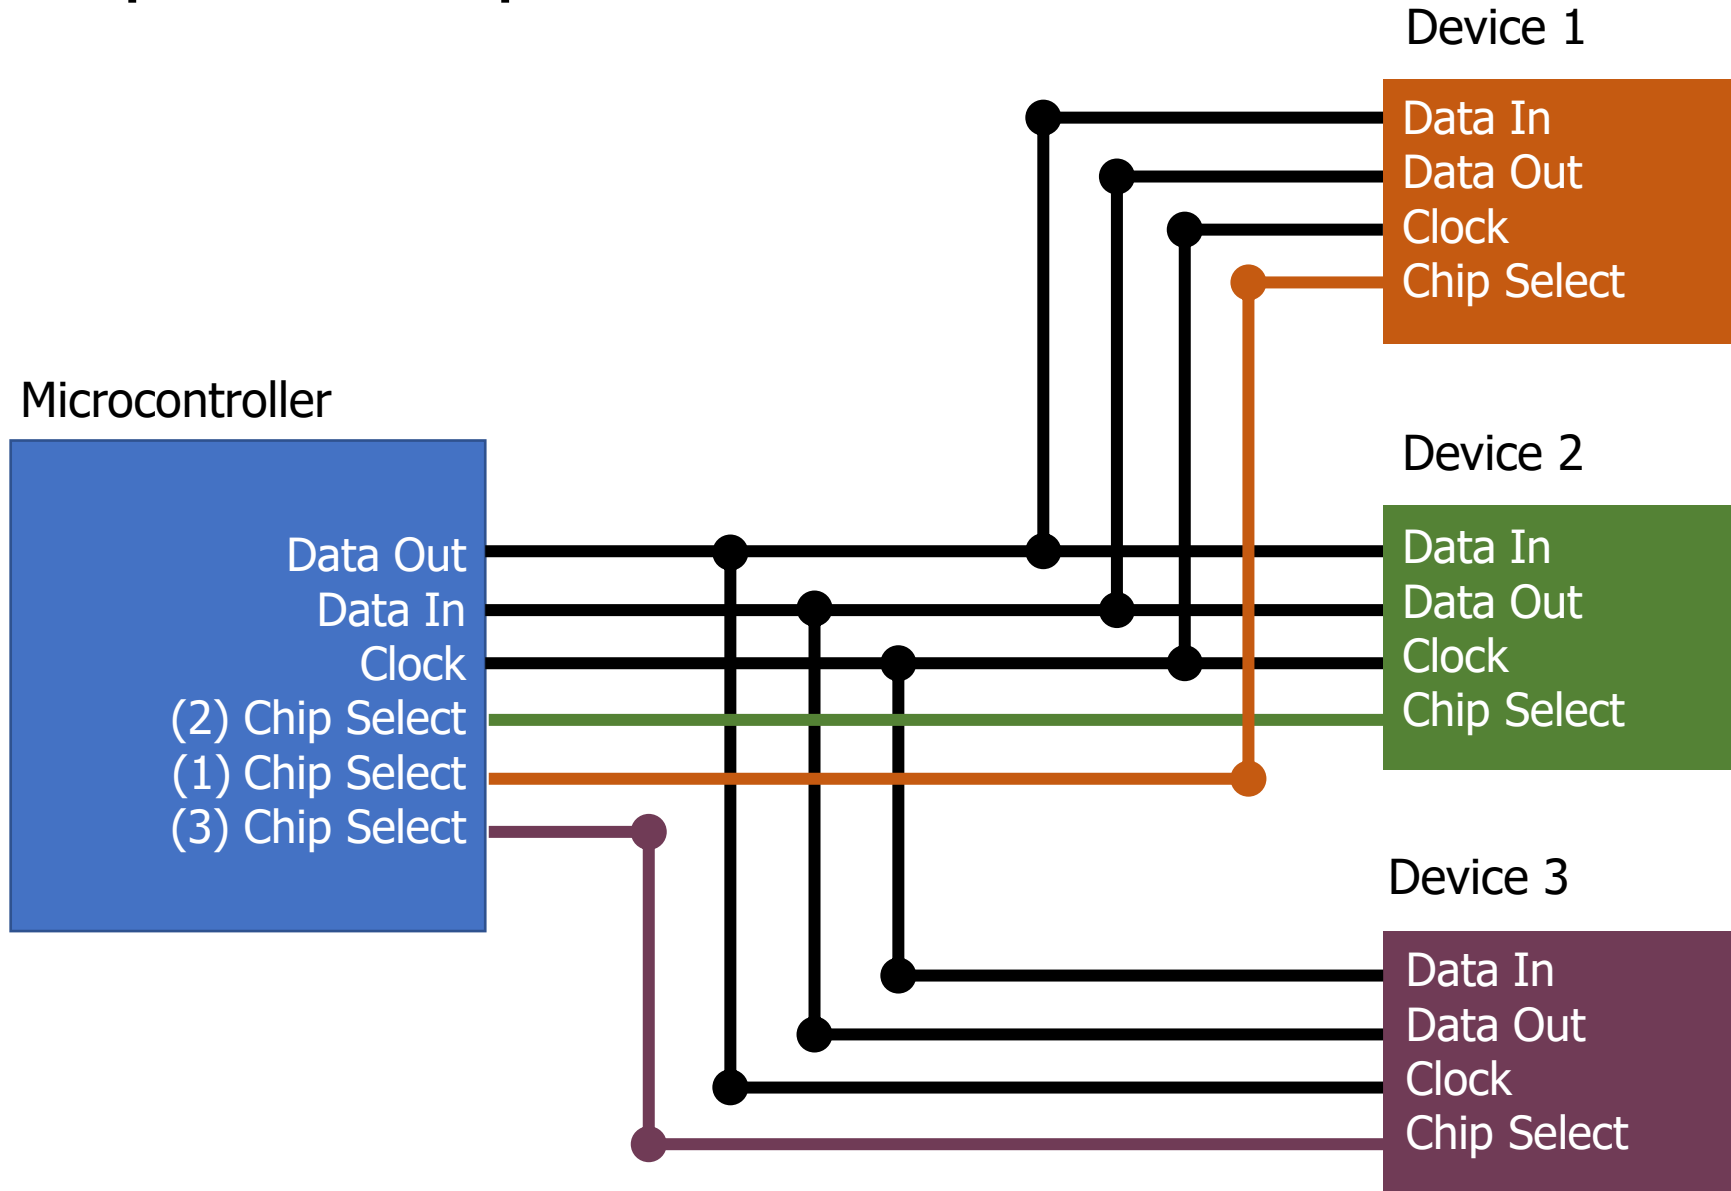 Device 1
Data In
Data Out
Clock
Chip Select
Microcontroller
Data Out
Data In
Clock
(2) Chip Select
(1) Chip Select
(3) Chip Select
Device 2
Data In
Data Out
Clock
Chip Select
Device 3
Data In
Data Out
Clock
Chip Select